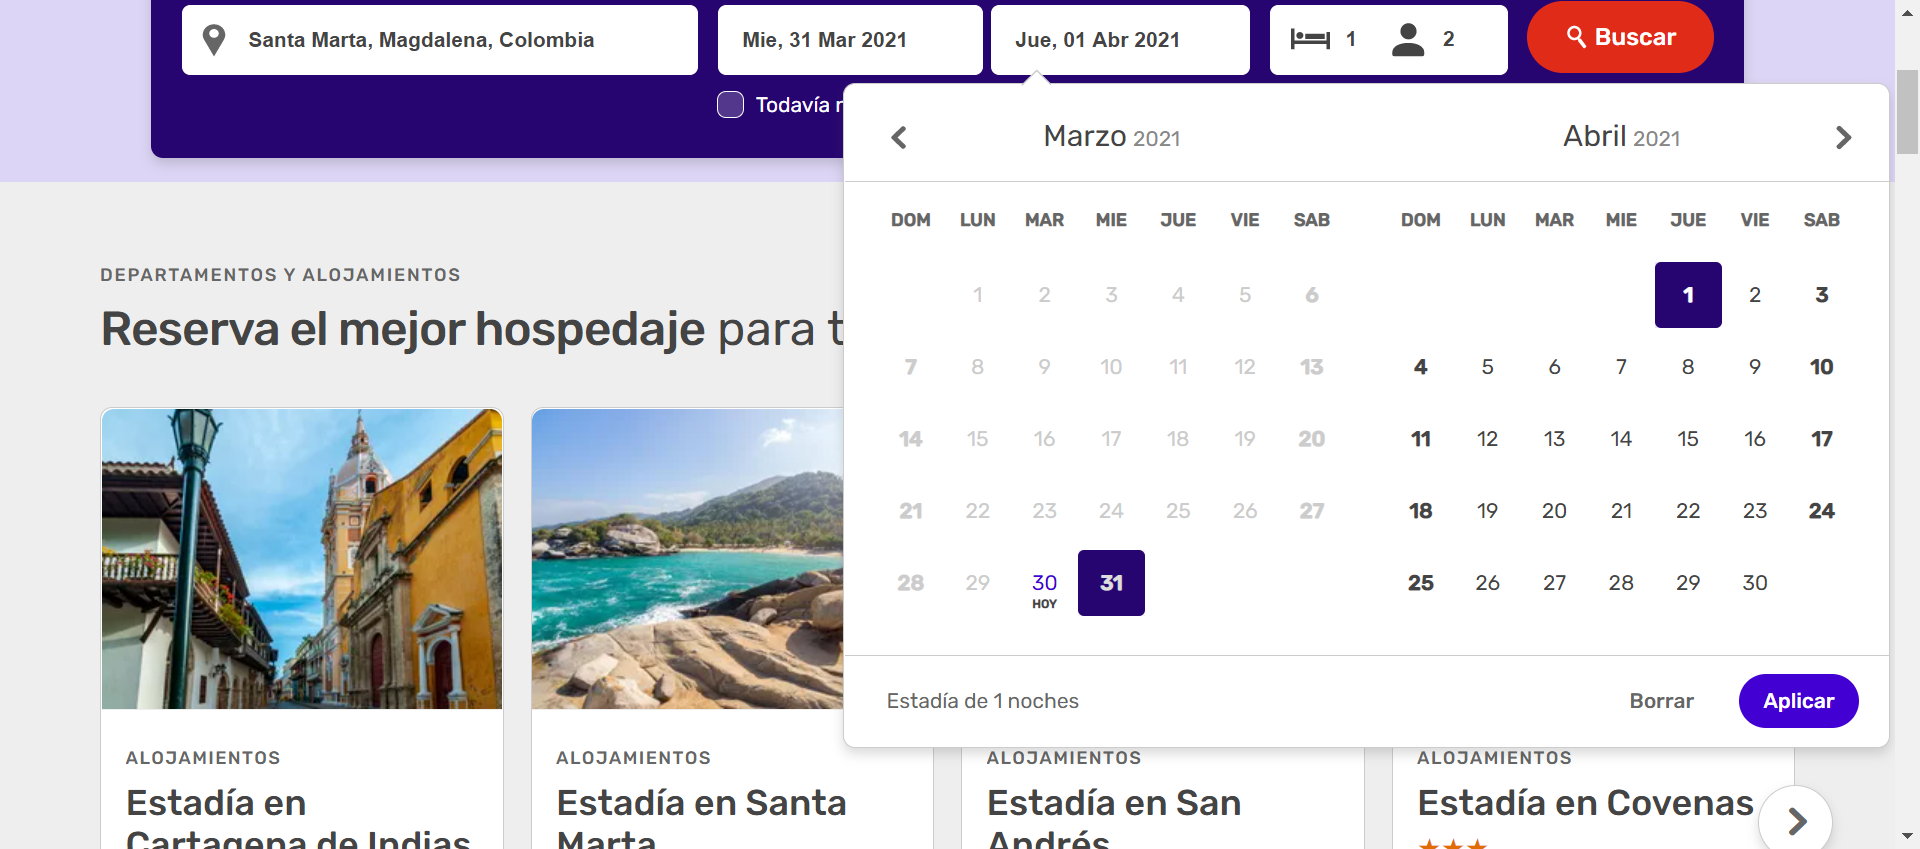 Santa Marta, Magdalena, Colombia
Mie, 31 Mar 2021
Jue, 01 Abr 2021
1
2
Buscar
Todavía
Marzo 2021
Abril 2021
DOM LUN MAR MIE JUE VIE SAB
1 2 3 4 5 6
7 8 9 10 11 12 13
14 15 16 17 18 19 20
21 22 23 24 25 26 27
28 29 30 31
HOY
DOM LUN MAR MIE JUE VIE SAB
1 2 3
4 5 6 7 8 9 10
11 12 13 14 15 16 17
18 19 20 21 22 23 24
25 26 27 28 29 30
Estadía de 1 noches
Borrar
Aplicar
DEPARTAMENTOS Y ALOJAMIENTOS
Reserva el mejor hospedaje para
ALOJAMIENTOS
Estadía en
Cartagena de Indias
ALOJAMIENTOS
Estadía en Santa
Marta
ALOJAMIENTOS
Estadía en San
Andrés
ALOJAMIENTOS
Estadía en Covenas